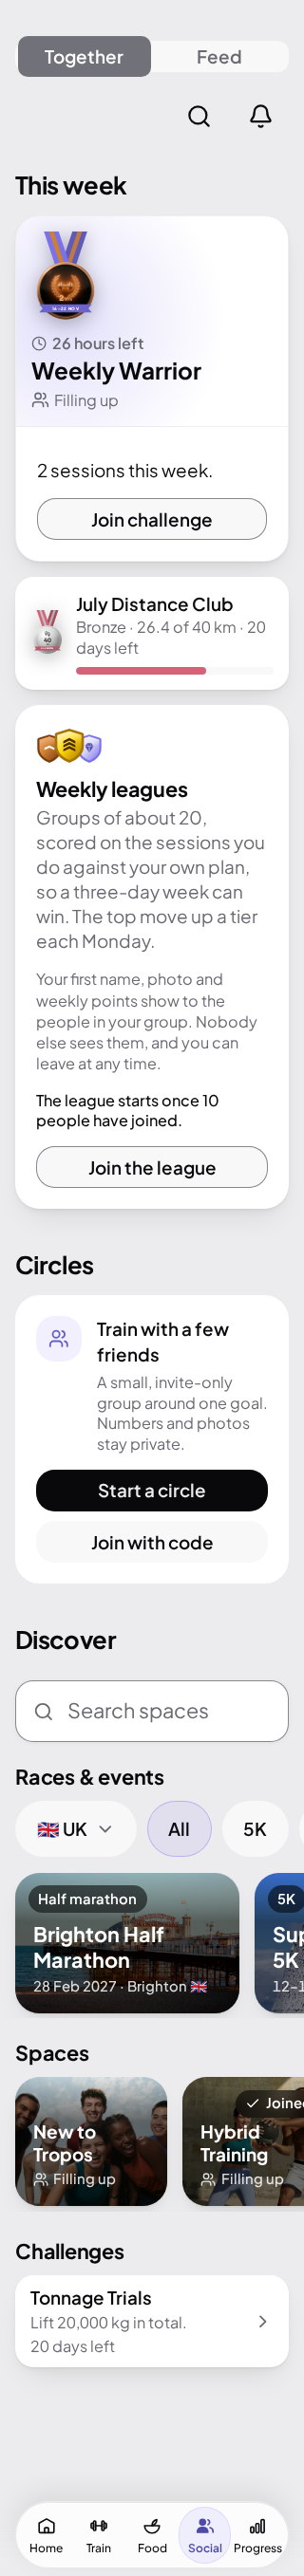 Together
Feed
This week
26 hours left
Weekly Warrior
Filling up
2 sessions this week.
Join challenge
July Distance Club
Bronze · 26.4 of 40 km · 20
days left
40
Weekly leagues
Groups of about 20,
scored on the sessions you
do against your own plan,
so a three-day week can
win. The top move up a tier
each Monday.
Your first name, photo and
weekly points show to the
people in your group. Nobody
else sees them, and you can
leave at any time.
The league starts once 10
people have joined.
Join the league
Circles
Train with a few
friends
A small, invite-only
group around one goal.
Numbers and photos
stay private.
Start a circle
Join with code
Discover
Search spaces
Races & events
🇬🇧 UK
All
5K
Half marathon
Brighton Half
Marathon
28 Feb 2027 · Brighton 🇬🇧
5K
5K
Spaces
New to
Tropos
Filling up
Hybrid
Training
Filling up
Challenges
Tonnage Trials
Lift 20,000 kg in total.
20 days left
Home
Train
Food
Social
Progress